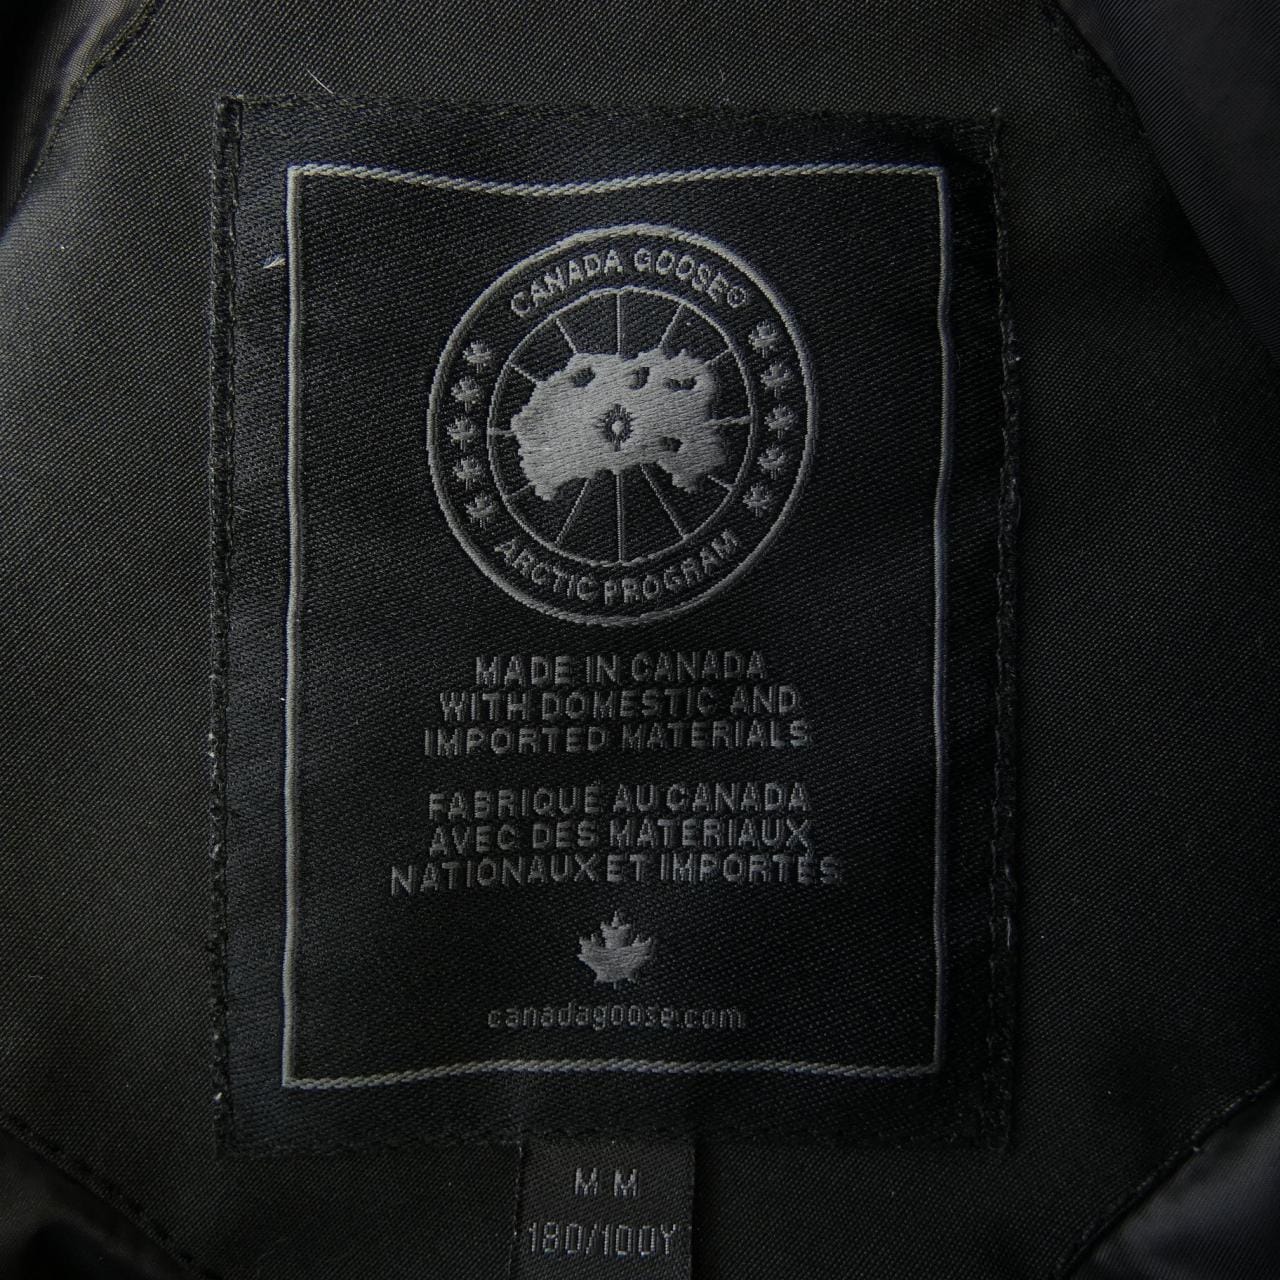 CANADA GOOSE®
ARCTIC PROGRAM
MADE IN CANADA
WITH DOMESTIC AND
IMPORTED MATERIALS
FABRIQUÉ AU CANADA
AVEC DES MATÉRIAUX
NATIONAUX ET IMPORTÉS
canadagoose.com
M M
180/100Y